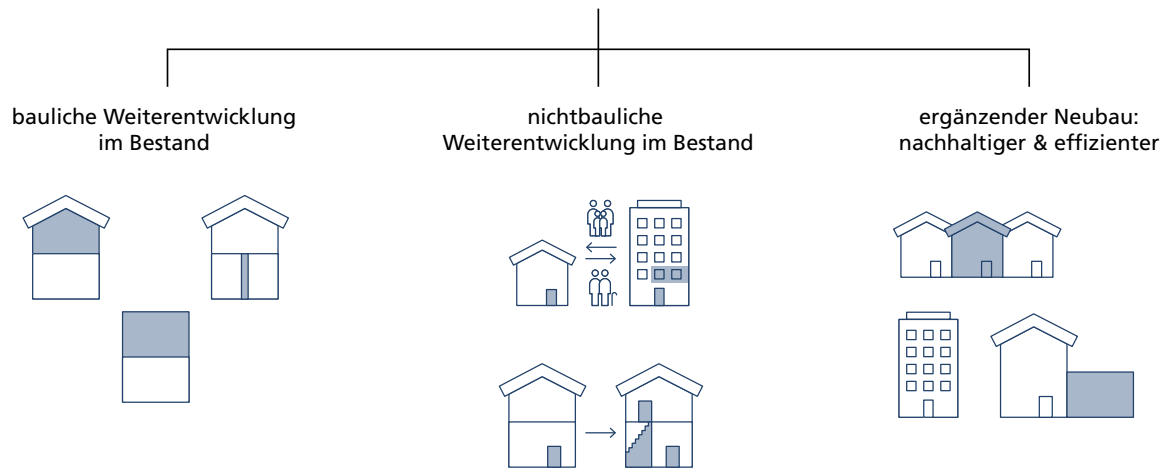 bauliche Weiterentwicklung
im Bestand
nichtbauliche
Weiterentwicklung im Bestand
ergänzender Neubau:
nachhaltiger & effizienter